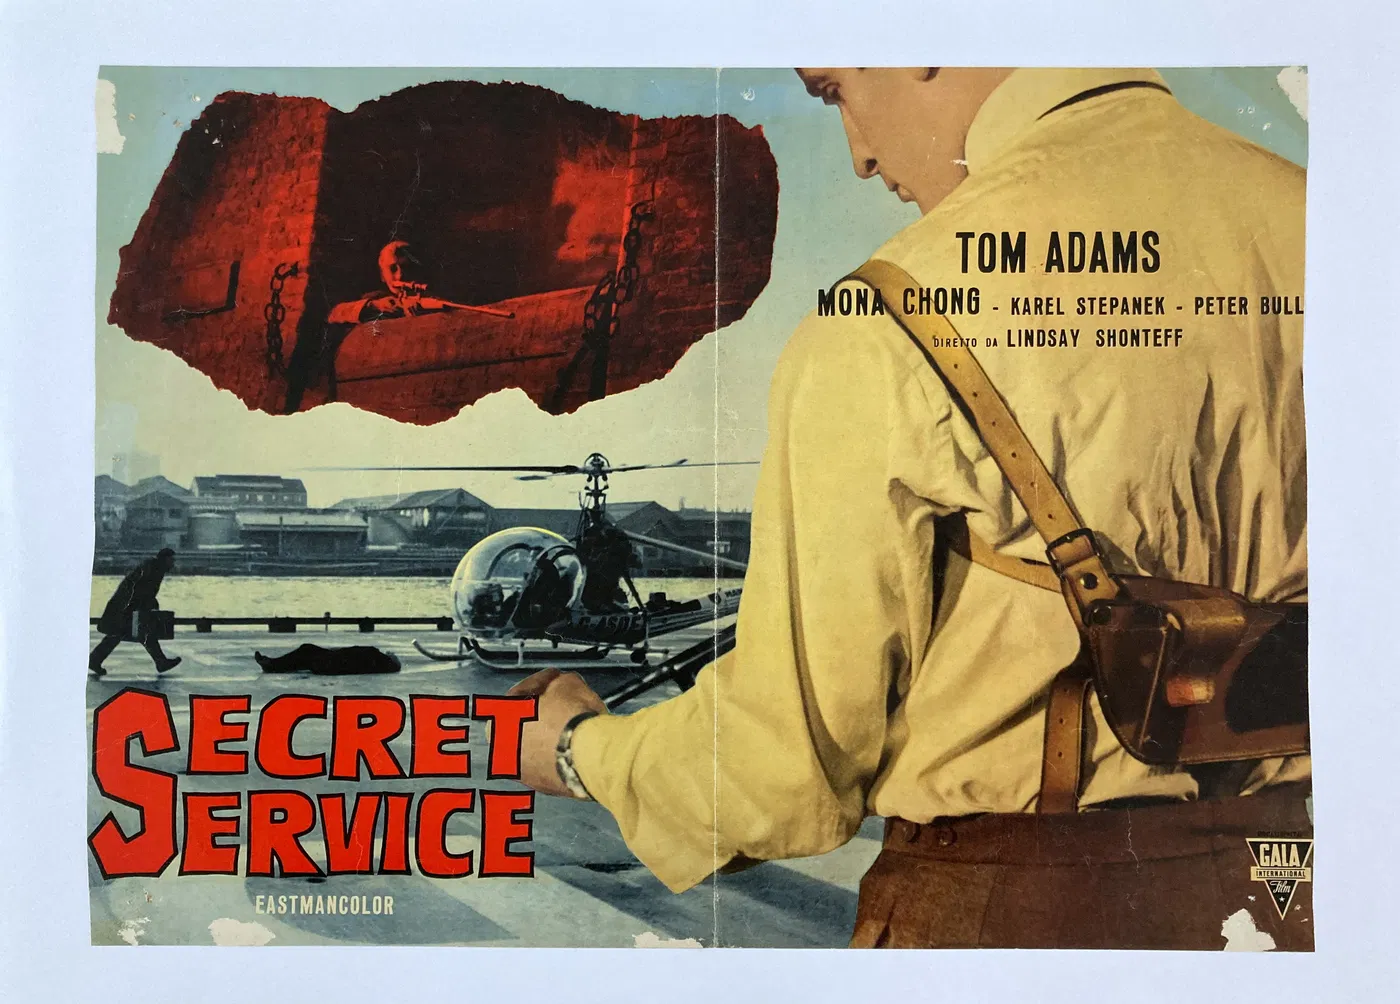 TOM ADAMS
MONA CHONG - KAREL STEPANEK - PETER BULL
DIRETTO DA LINDSAY SHONTEFF
SECRET
SERVICE
EASTMANCOLOR
GALA
INTERNATIONAL
Film